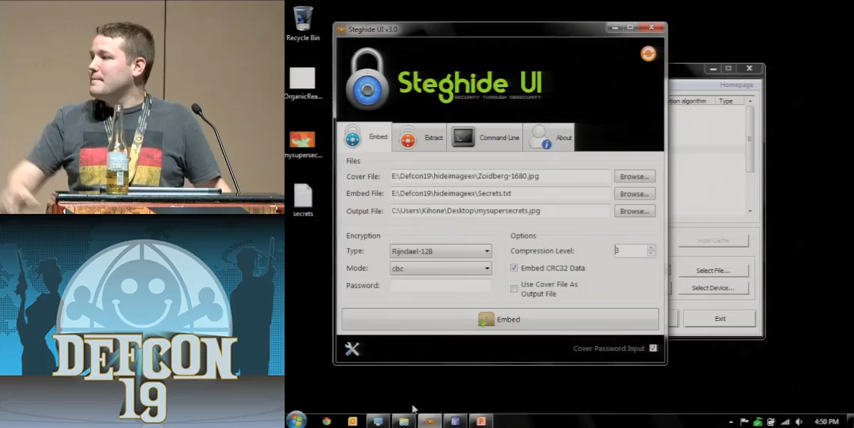 Recycle Bin
OrganicRea...
mysupersec...
secrets
Steghide UI v3.0
Steghide UI
SECURITY THROUGH OBSCURITY
Embed
Extract
Command Line
About
Files
Cover File:
E:\Defcon19\hideimageex\Zoidberg-1680.jpg
Browse...
Embed File:
E:\Defcon19\hideimageex\Secrets.txt
Browse...
Output File:
C:\Users\Kihone\Desktop\mysupersecrets.jpg
Browse...
Encryption
Type:
Rijndael-128
Mode:
cbc
Password:
Options
Compression Level:
3
Embed CRC32 Data
Use Cover File As
Output File
Embed
Cover Password Input
Homepage
tion algorithm
Type
Select File...
Select Device...
Exit
4:50 PM
DEFCON
19